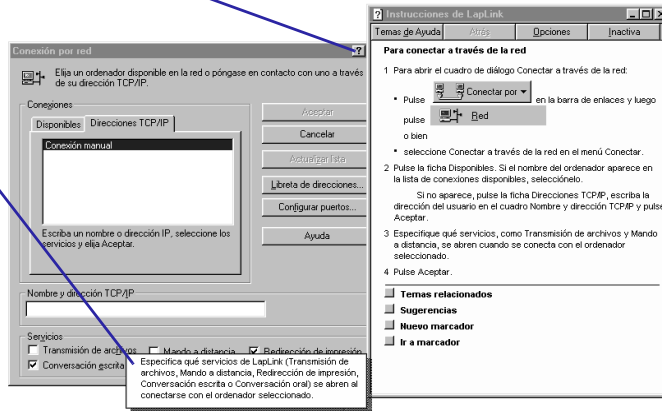 Conexión por red
Elija un ordenador disponible en la red o póngase en contacto con uno a través
de su dirección TCP/IP.
Conexiones
Disponibles
Direcciones TCP/IP
Conexión manual
Escriba un nombre o dirección IP, seleccione los
servicios y elija Aceptar.
Aceptar
Cancelar
Actualizar lista
Libreta de direcciones...
Configurar puertos...
Ayuda
Nombre y dirección TCP/IP
Servicios
Transmisión de archivos
Mando a distancia
Redirección de impresión
Conversación escrita
Especifica qué servicios de LapLink (Transmisión de
archivos, Mando a distancia, Redirección de impresión,
Conversación escrita o Conversación oral) se abren al
conectarse con el ordenador seleccionado.
Instrucciones de LapLink
Temas de Ayuda
Atrás
Opciones
Inactiva
Para conectar a través de la red
1 Para abrir el cuadro de diálogo Conectar a través de la red:
• Pulse Conectar por en la barra de enlaces y luego
pulse Red
o bien
• seleccione Conectar a través de la red en el menú Conectar.
2 Pulse la ficha Disponibles. Si el nombre del ordenador aparece en
la lista de conexiones disponibles, selecciónelo.
Si no aparece, pulse la ficha Direcciones TCP/IP, escriba la
dirección del usuario en el cuadro Nombre y dirección TCP/IP y pulse
Aceptar.
3 Especifique qué servicios, como Transmisión de archivos y Mando
a distancia, se abren cuando se conecta con el ordenador
seleccionado.
4 Pulse Aceptar.
Temas relacionados
Sugerencias
Nuevo marcador
Ir a marcador